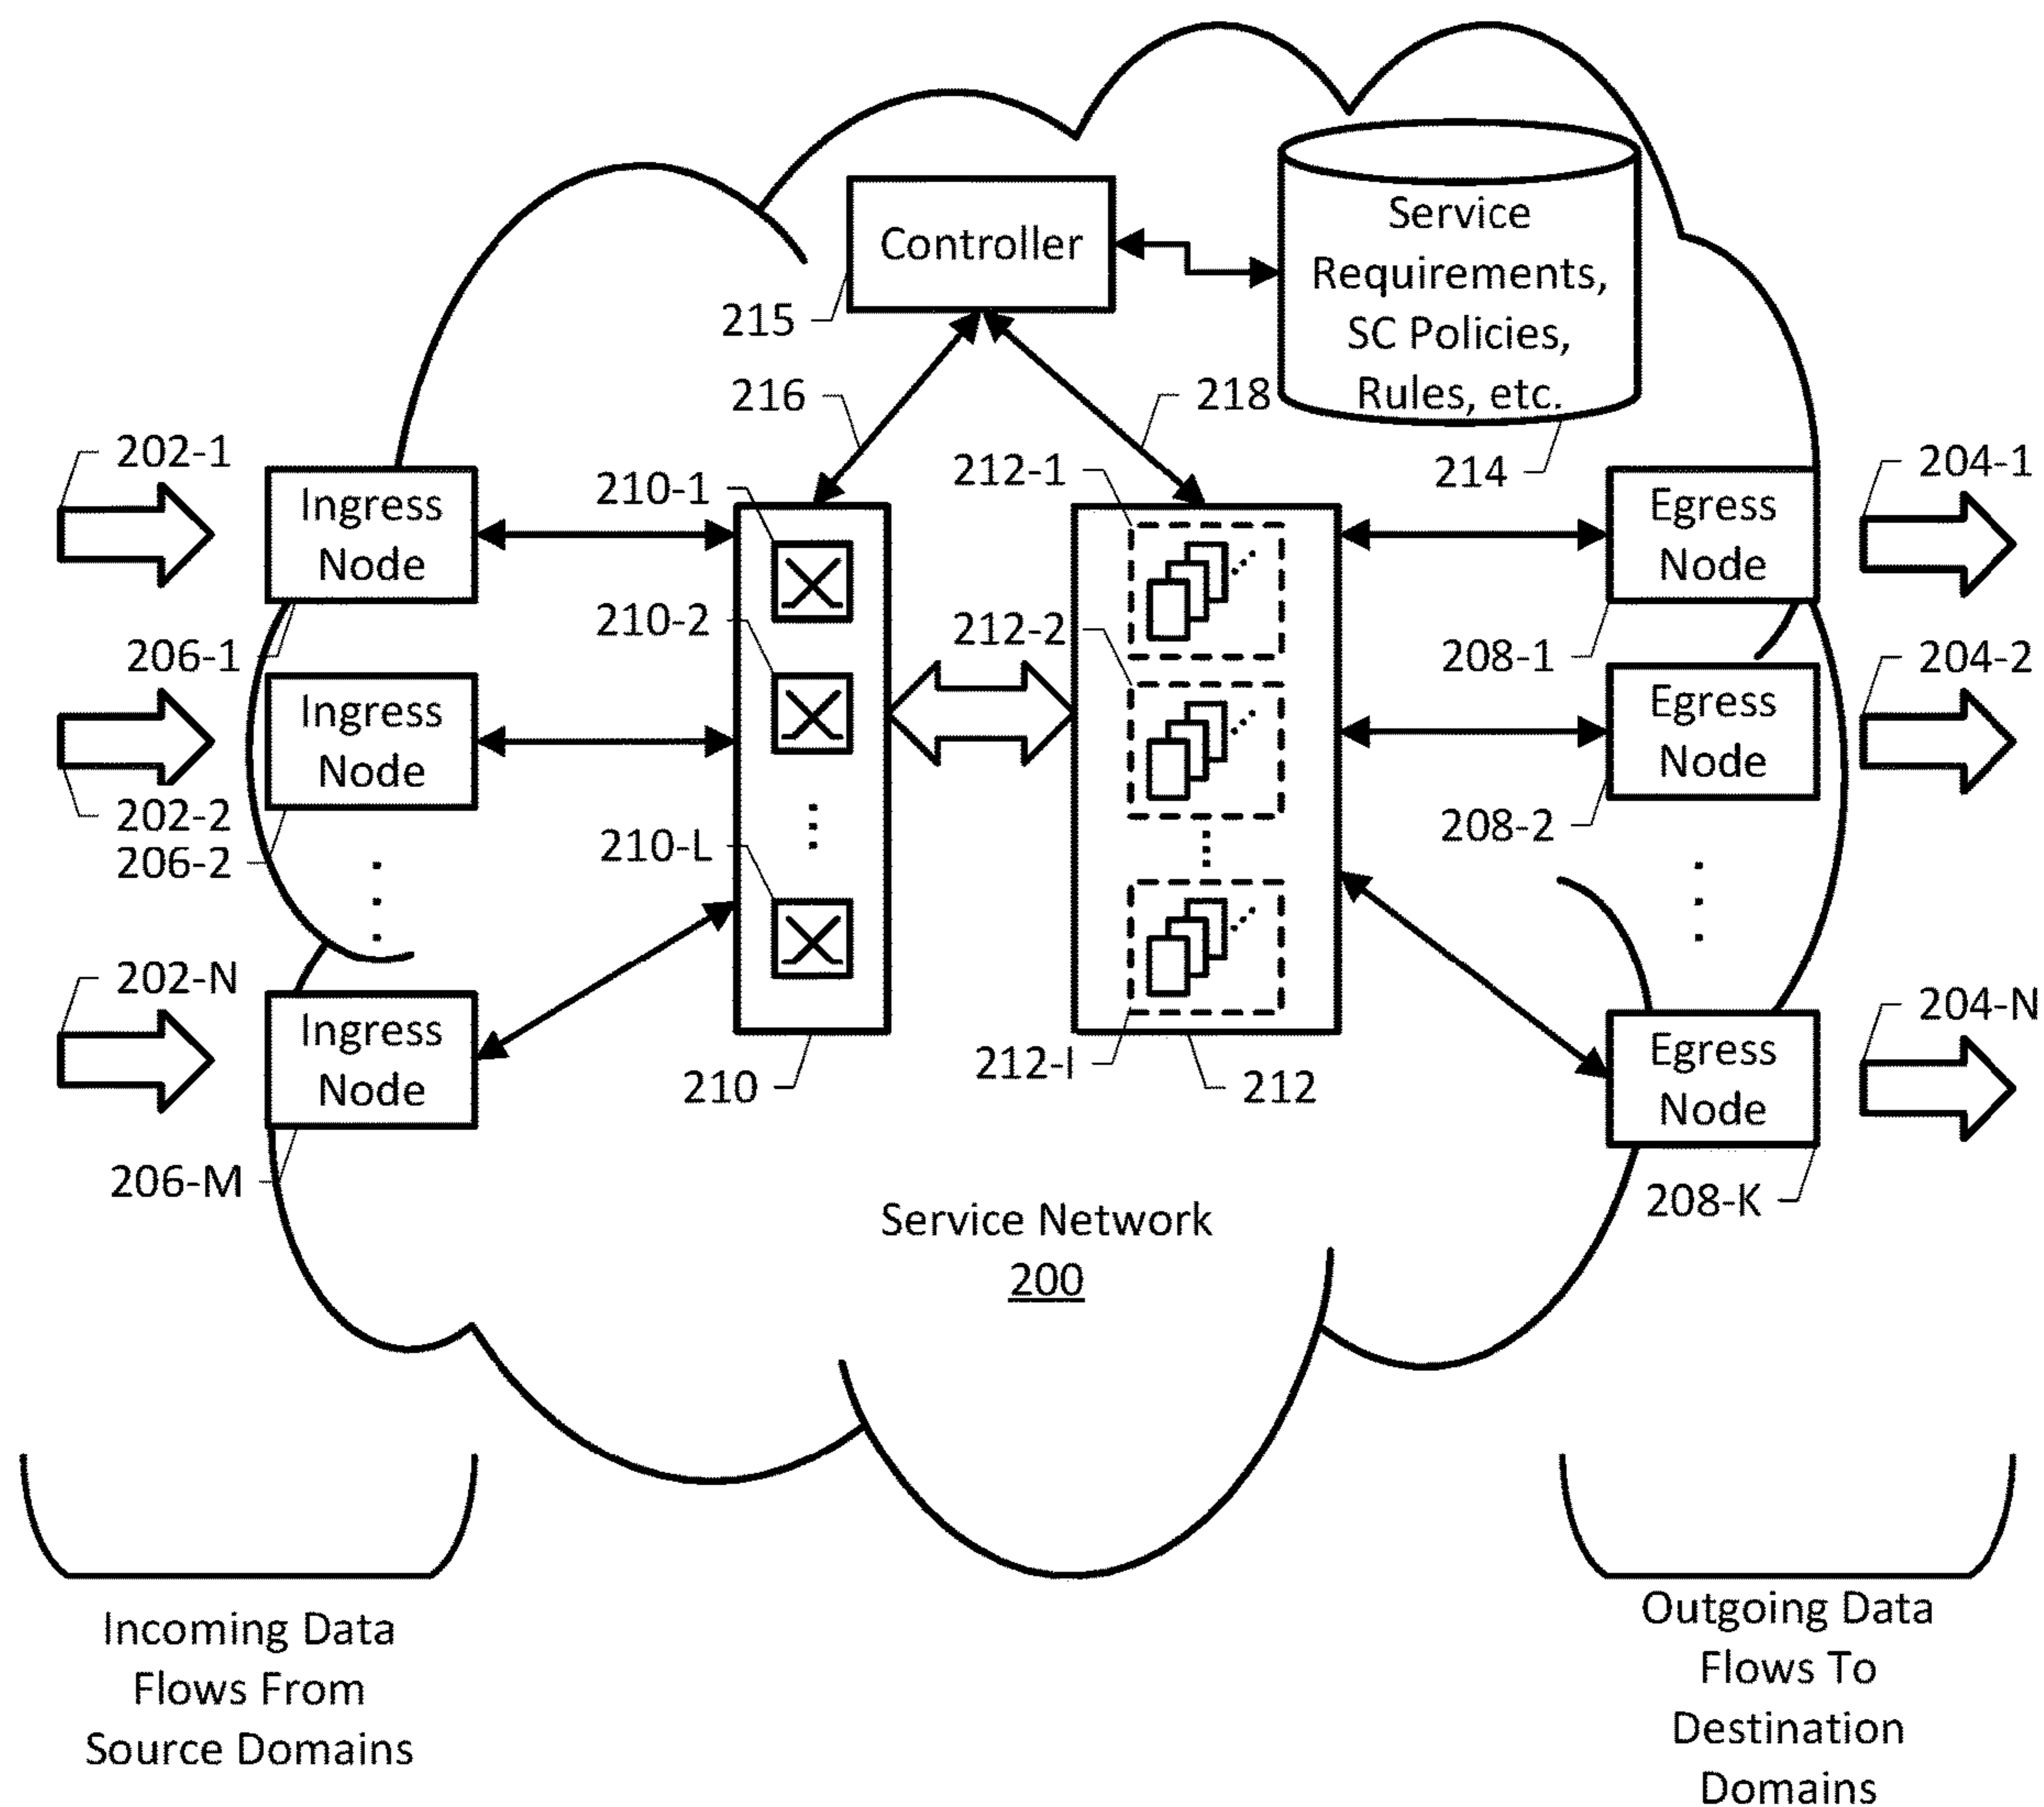 Controller
215
Service
Requirements,
SC Policies,
Rules, etc.
214
216
218
202-1
Ingress
Node
206-1
202-2
Ingress
Node
206-2
202-N
Ingress
Node
206-M
210-1
210-2
210-L
210
212-1
212-2
212-I
212
Egress
Node
208-1
204-1
Egress
Node
208-2
204-2
Egress
Node
208-K
204-N
Service Network
200
Incoming Data
Flows From
Source Domains
Outgoing Data
Flows To
Destination
Domains